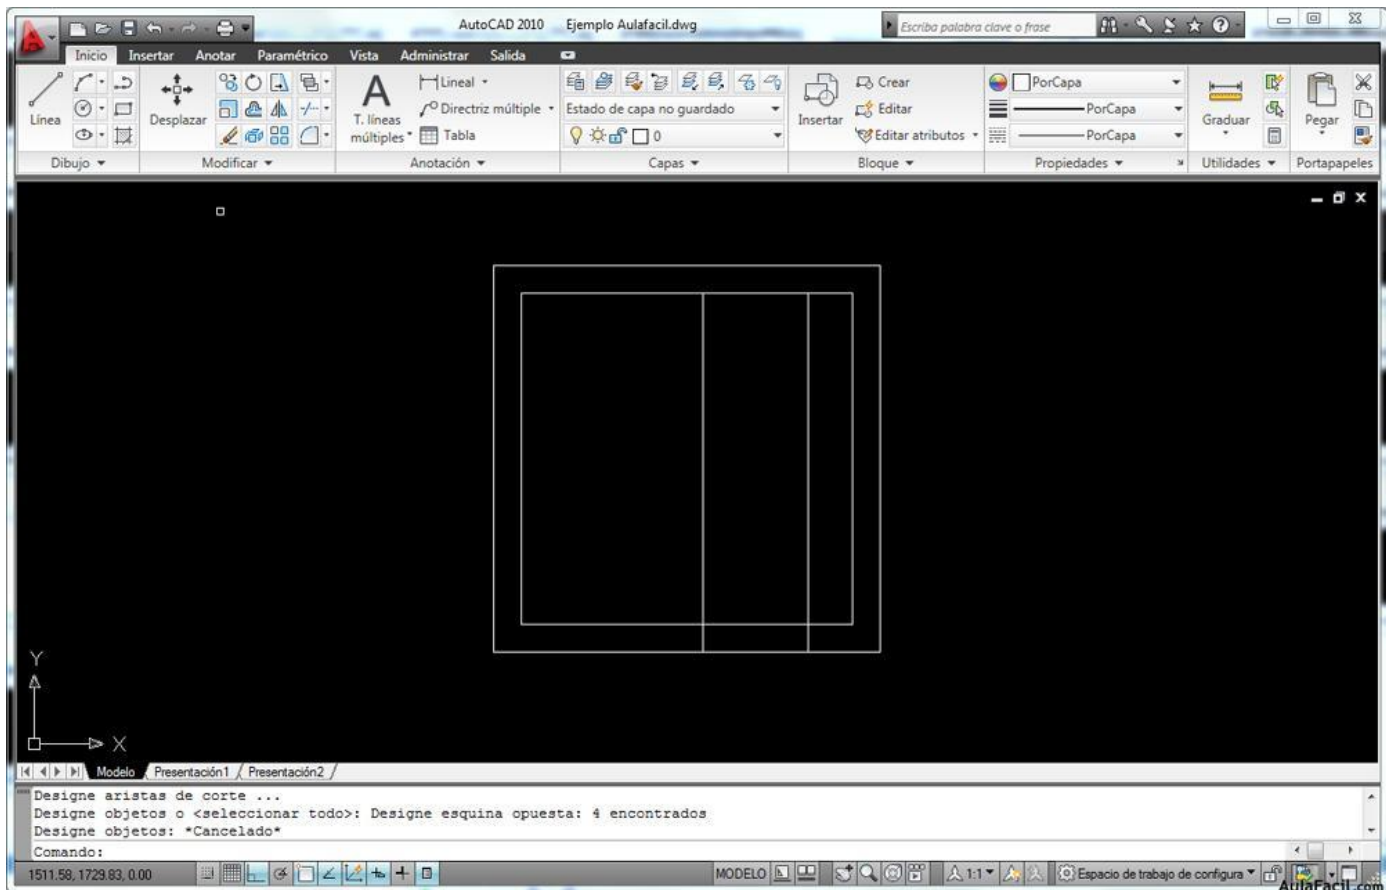 AutoCAD 2010 Ejemplo Aulafacil.dwg
Escriba palabra clave o frase
Inicio Insertar Anotar Paramétrico Vista Administrar Salida
Línea
Desplazar
A
T. líneas múltiples
Lineal
Directriz múltiple
Tabla
Estado de capa no guardado
0
Insertar
Crear
Editar
Editar atributos
PorCapa
PorCapa
PorCapa
Graduar
Pegar
Dibujo Modificar Anotación Capas Bloque Propiedades Utilidades Portapapeles
Y
X
Modelo Presentación1 Presentación2
Designe aristas de corte ...
Designe objetos o <seleccionar todo>: Designe esquina opuesta: 4 encontrados
Designe objetos: *Cancelado*
Comando:
1511.58, 1729.83, 0.00 MODELO 1:1 Espacio de trabajo de configura
AulaFacil.com